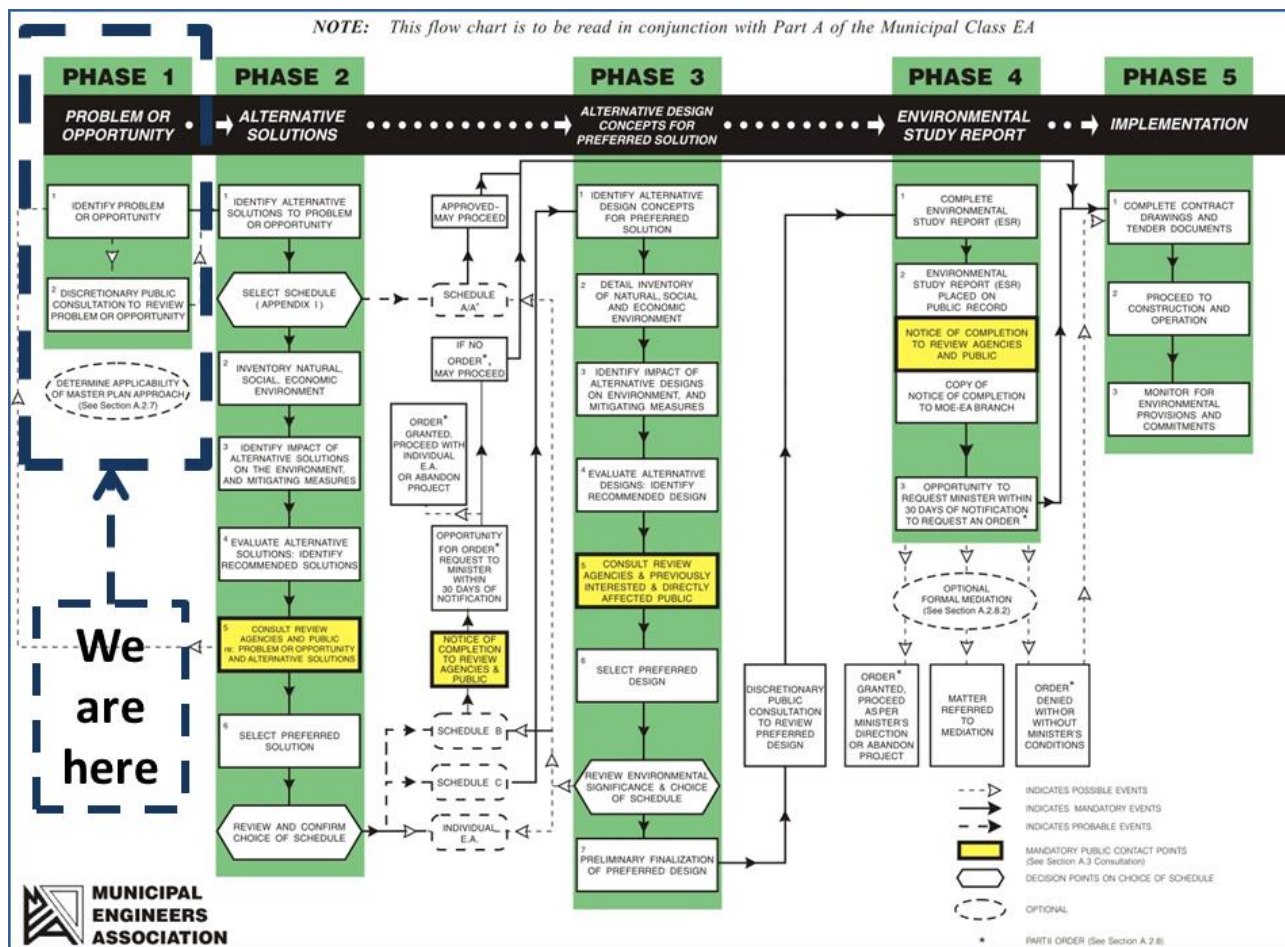 NOTE: This flow chart is to be read in conjunction with Part A of the Municipal Class EA
PHASE 1
PROBLEM OR
OPPORTUNITY
PHASE 2
ALTERNATIVE
SOLUTIONS
PHASE 3
ALTERNATIVE DESIGN
CONCEPTS FOR
PREFERRED SOLUTION
PHASE 4
ENVIRONMENTAL
STUDY REPORT
PHASE 5
IMPLEMENTATION
1
IDENTIFY PROBLEM
OR OPPORTUNITY
2
DISCRETIONARY PUBLIC
CONSULTATION TO REVIEW
PROBLEM OR OPPORTUNITY
DETERMINE APPLICABILITY
OF MASTER PLAN APPROACH
(See Section A.2.7)
We
are
here
1
IDENTIFY ALTERNATIVE
SOLUTIONS TO PROBLEM
OR OPPORTUNITY
SELECT SCHEDULE
( APPENDIX I )
2
INVENTORY NATURAL,
SOCIAL, ECONOMIC
ENVIRONMENT
3
IDENTIFY IMPACT OF
ALTERNATIVE SOLUTIONS
ON THE ENVIRONMENT,
AND MITIGATING MEASURES
4
EVALUATE ALTERNATIVE
SOLUTIONS: IDENTIFY
RECOMMENDED SOLUTIONS
5
CONSULT REVIEW
AGENCIES AND PUBLIC
re: PROBLEM OR OPPORTUNITY
AND ALTERNATIVE SOLUTIONS
6
SELECT PREFERRED
SOLUTION
REVIEW AND CONFIRM
CHOICE OF SCHEDULE
APPROVED-
MAY PROCEED
SCHEDULE
A/A+
IF NO
ORDER*,
MAY PROCEED
ORDER*
GRANTED,
PROCEED WITH
INDIVIDUAL
E.A.
OR ABANDON
PROJECT
OPPORTUNITY
FOR ORDER*
REQUEST TO
MINISTER
WITHIN
30 DAYS OF
NOTIFICATION
NOTICE OF
COMPLETION
TO REVIEW
AGENCIES &
PUBLIC
SCHEDULE B
SCHEDULE C
INDIVIDUAL
E.A.
1
IDENTIFY ALTERNATIVE
DESIGN CONCEPTS
FOR PREFERRED
SOLUTION
2
DETAIL INVENTORY
OF NATURAL, SOCIAL
AND ECONOMIC
ENVIRONMENT
3
IDENTIFY IMPACT OF
ALTERNATIVE DESIGNS
ON ENVIRONMENT, AND
MITIGATING MEASURES
4
EVALUATE ALTERNATIVE
DESIGNS: IDENTIFY
RECOMMENDED DESIGN
5
CONSULT REVIEW
AGENCIES & PREVIOUSLY
INTERESTED & DIRECTLY
AFFECTED PUBLIC
6
SELECT PREFERRED
DESIGN
REVIEW ENVIRONMENTAL
SIGNIFICANCE & CHOICE
OF SCHEDULE
7
PRELIMINARY FINALIZATION
OF PREFERRED DESIGN
DISCRETIONARY
PUBLIC
CONSULTATION
TO REVIEW
PREFERRED
DESIGN
1
COMPLETE
ENVIRONMENTAL
STUDY REPORT (ESR)
2
ENVIRONMENTAL
STUDY REPORT (ESR)
PLACED ON
PUBLIC RECORD
NOTICE OF COMPLETION
TO REVIEW AGENCIES
AND PUBLIC
COPY OF
NOTICE OF COMPLETION
TO MOE-EA BRANCH
3
OPPORTUNITY TO
REQUEST MINISTER WITHIN
30 DAYS OF NOTIFICATION
TO REQUEST AN ORDER*
OPTIONAL
FORMAL MEDIATION
(See Section A.2.8.2)
ORDER*
GRANTED,
PROCEED
AS PER
MINISTER'S
DIRECTION
OR ABANDON
PROJECT
MATTER
REFERRED
TO
MEDIATION
ORDER*
DENIED
WITH OR
WITHOUT
MINISTER'S
CONDITIONS
1
COMPLETE CONTRACT
DRAWINGS AND
TENDER DOCUMENTS
2
PROCEED TO
CONSTRUCTION AND
OPERATION
3
MONITOR FOR
ENVIRONMENTAL
PROVISIONS AND
COMMITMENTS
INDICATES POSSIBLE EVENTS
INDICATES MANDATORY EVENTS
INDICATES PROBABLE EVENTS
MANDATORY PUBLIC CONTACT POINTS
(See Section A.3 Consultation)
DECISION POINTS ON CHOICE OF SCHEDULE
OPTIONAL
* PART II ORDER (See Section A.2.8)
MUNICIPAL
ENGINEERS
ASSOCIATION